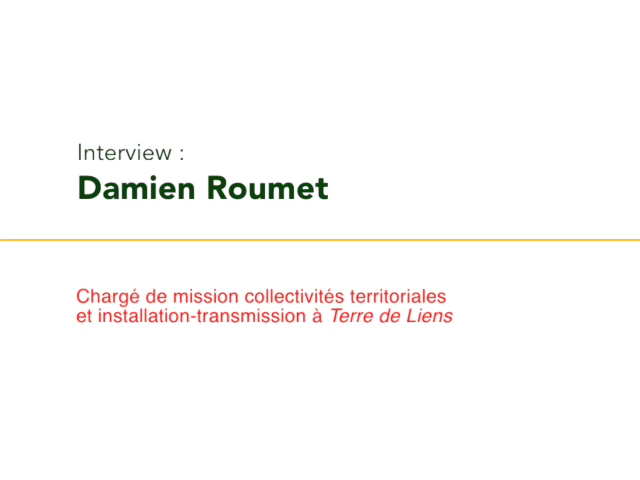 Interview :
Damien Roumet
Chargé de mission collectivités territoriales
et installation-transmission à Terre de Liens